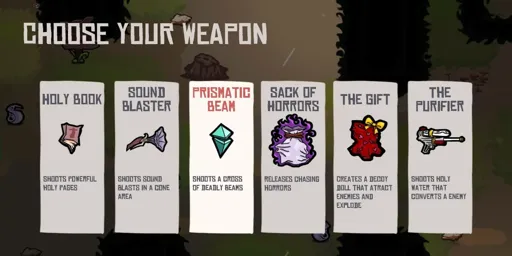 CHOOSE YOUR WEAPON
HOLY BOOK
SHOOTS POWERFUL
HOLY PAGES
SOUND
BLASTER
SHOOTS SOUND
BLASTS IN A CONE
AREA
PRISMATIC
BEAM
SHOOTS A CROSS
OF DEADLY BEAMS
SACK OF
HORRORS
RELEASES CHASING
HORRORS
THE GIFT
CREATES A DECOY
DOLL THAT ATRACT
ENEMIES AND
EXPLODE
THE
PURIFIER
SHOOTS HOLY
WATER THAT
CONVERTS A ENEMY